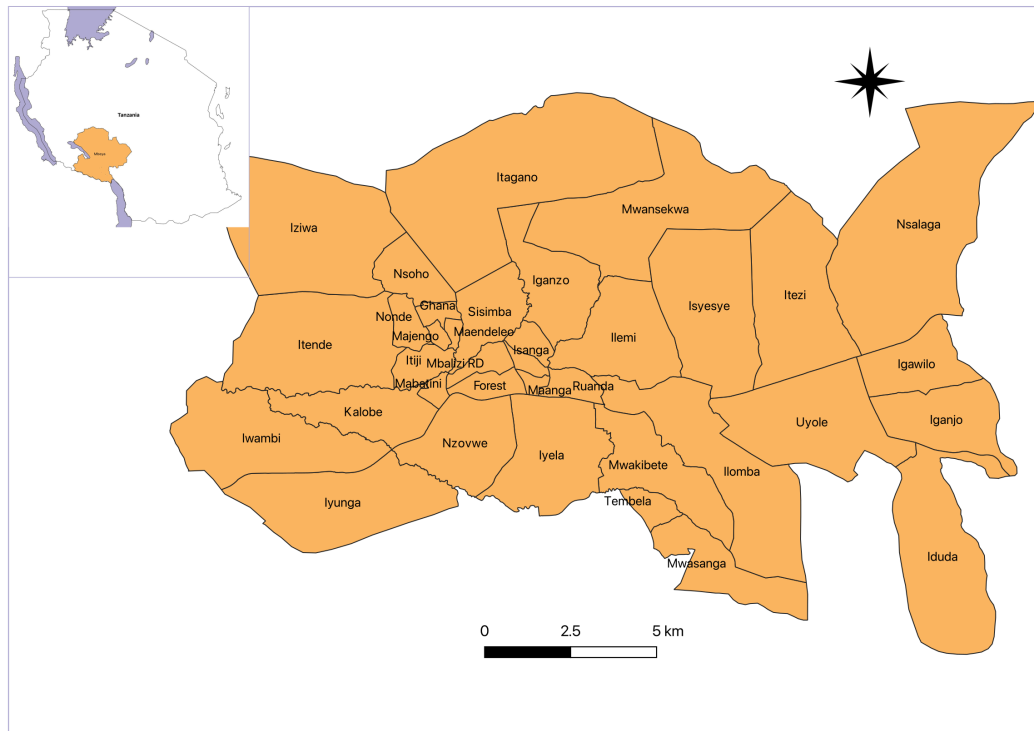 Tanzania
Mbeya
Itagano
Mwansekwa
Nsalaga
Iziwa
Nsoho
Iganzo
Itezi
Ghana
Sisimba
Isyesye
Nonde
Maendeleo
Majengo
Itende
Ilemi
Isanga
Itiji
Mbalizi RD
Igawilo
Mabatini
Forest
Maanga
Ruanda
Kalobe
Iganjo
Uyole
Iwambi
Nzovwe
Iyela
Mwakibete
Ilomba
Iyunga
Tembela
Mwasanga
Iduda
0 2.5 5 km